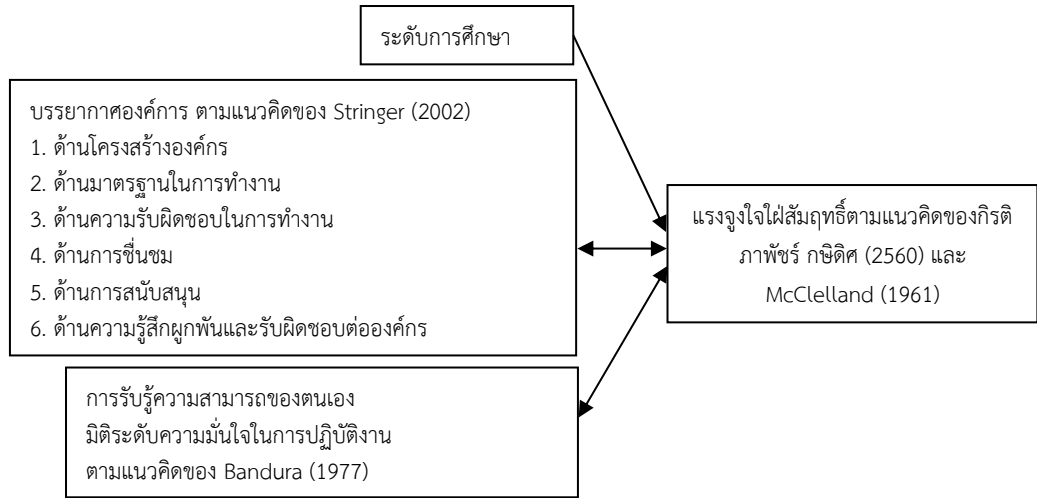 ระดับการศึกษา
บรรยากาศองค์การ ตามแนวคิดของ Stringer (2002)
1. ด้านโครงสร้างองค์กร
2. ด้านมาตรฐานในการทำงาน
3. ด้านความรับผิดชอบในการทำงาน
4. ด้านการชื่นชม
5. ด้านการสนับสนุน
6. ด้านความรู้สึกผูกพันและรับผิดชอบต่อองค์กร
แรงจูงใจใฝ่สัมฤทธิ์ตามแนวคิดของกิรติ
ภาพัชร์ กษิดิศ (2560) และ
McClelland (1961)
การรับรู้ความสามารถของตนเอง
มิติระดับความมั่นใจในการปฏิบัติงาน
ตามแนวคิดของ Bandura (1977)